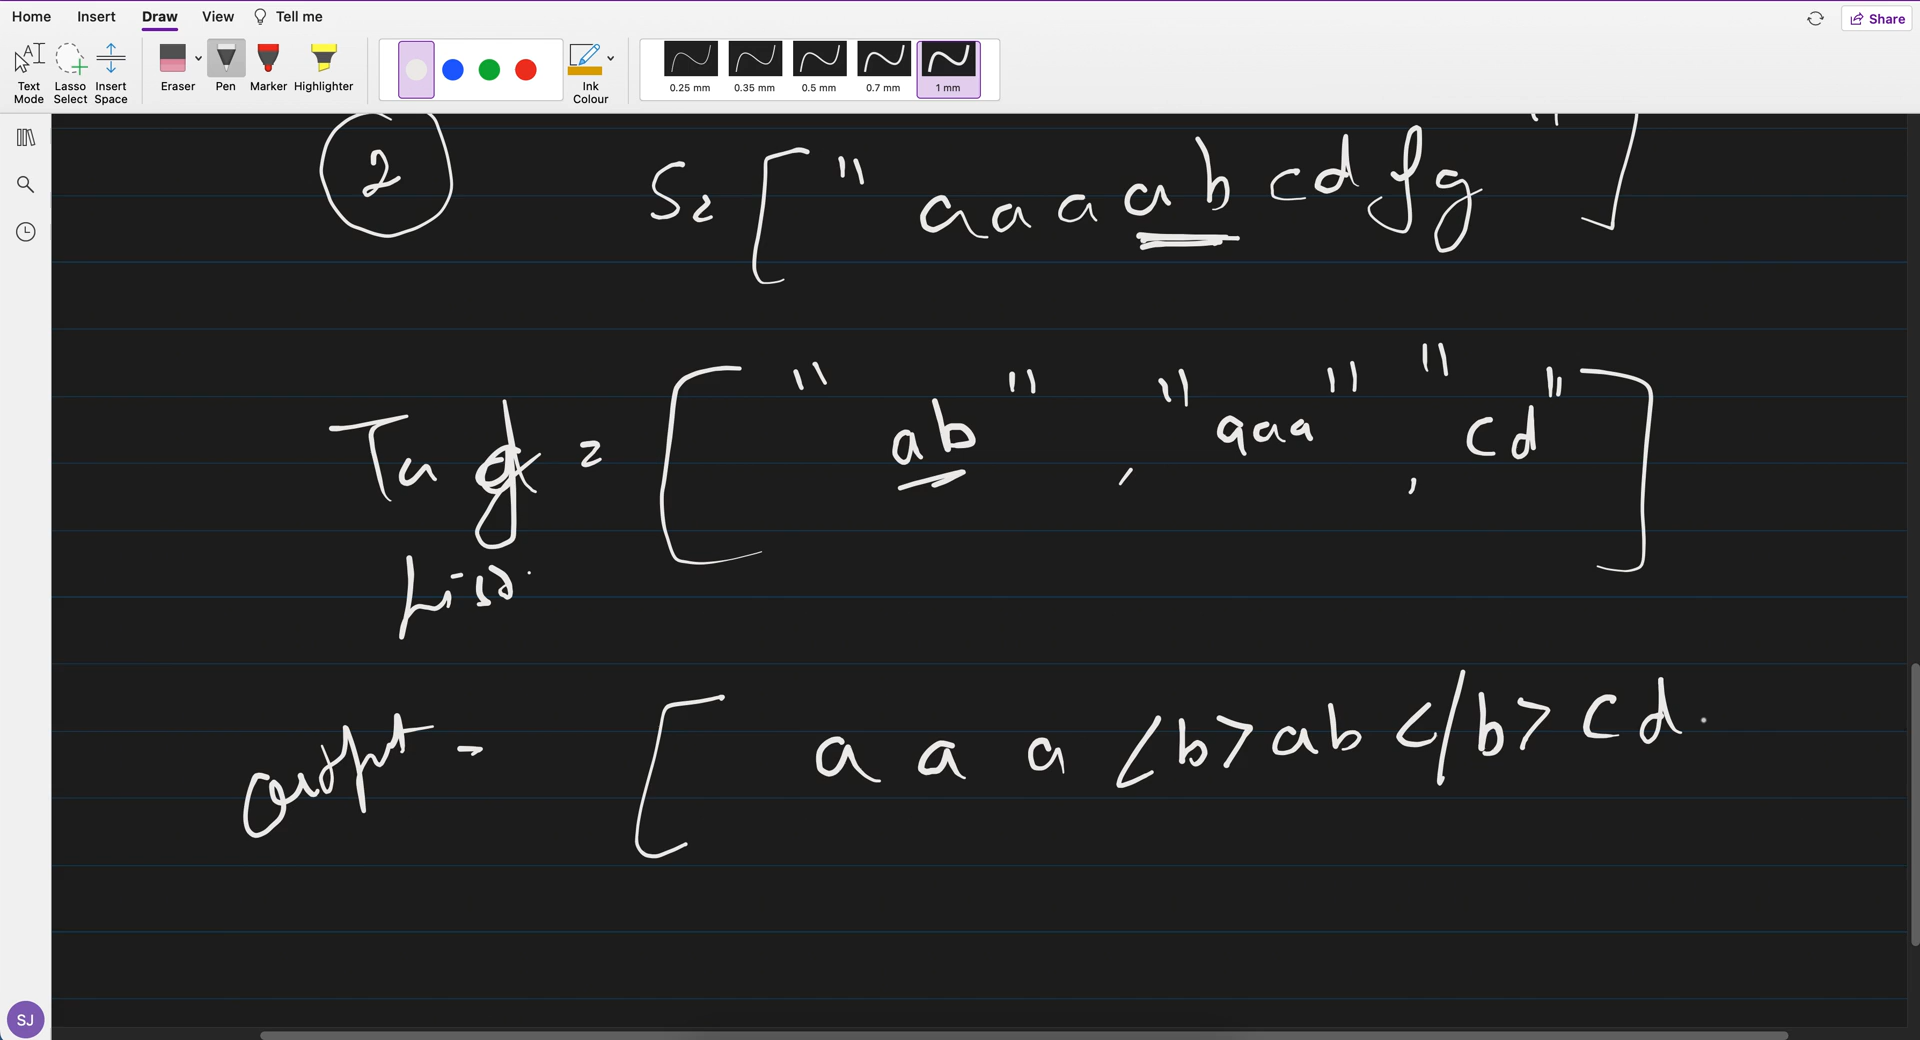 Home Insert Draw View Tell me Share
Text Mode Lasso Select Insert Space Eraser Pen Marker Highlighter Ink Colour 0.25 mm 0.35 mm 0.5 mm 0.7 mm 1 mm
2 S = [ " aaaabcdfg " ]
Tag = [ " ab " , " aaa " , " cd " ]
List
Output = [ a a a <b> ab </b> cd
SJ